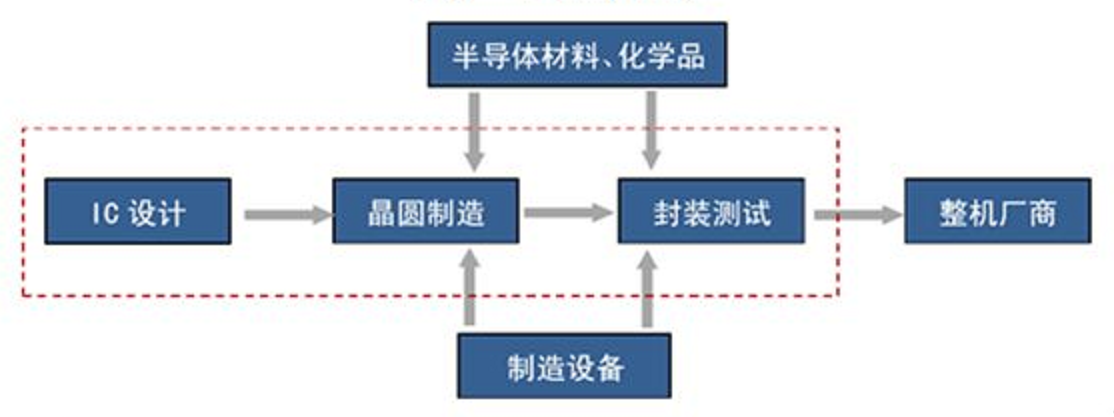 半导体材料、化学品
IC 设计
晶圆制造
封装测试
整机厂商
制造设备